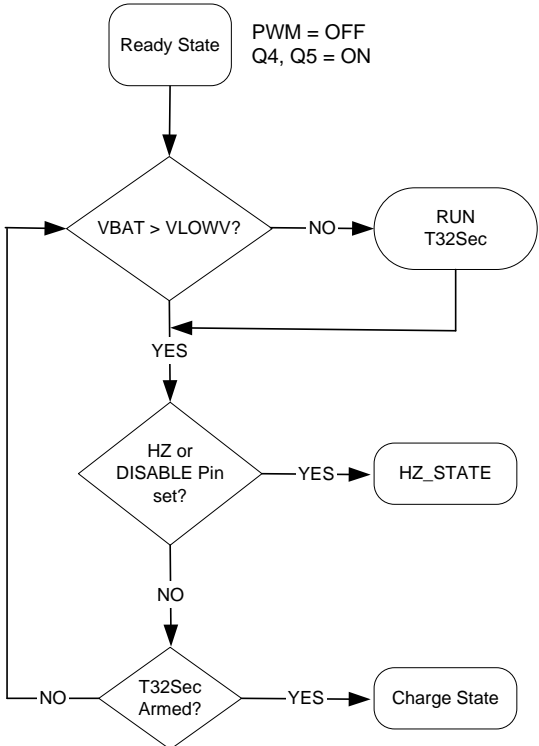 Ready State
PWM = OFF
Q4, Q5 = ON
VBAT > VLOWV?
NO
RUN
T32Sec
YES
HZ or
DISABLE Pin
set?
YES
HZ_STATE
NO
T32Sec
Armed?
NO
YES
Charge State